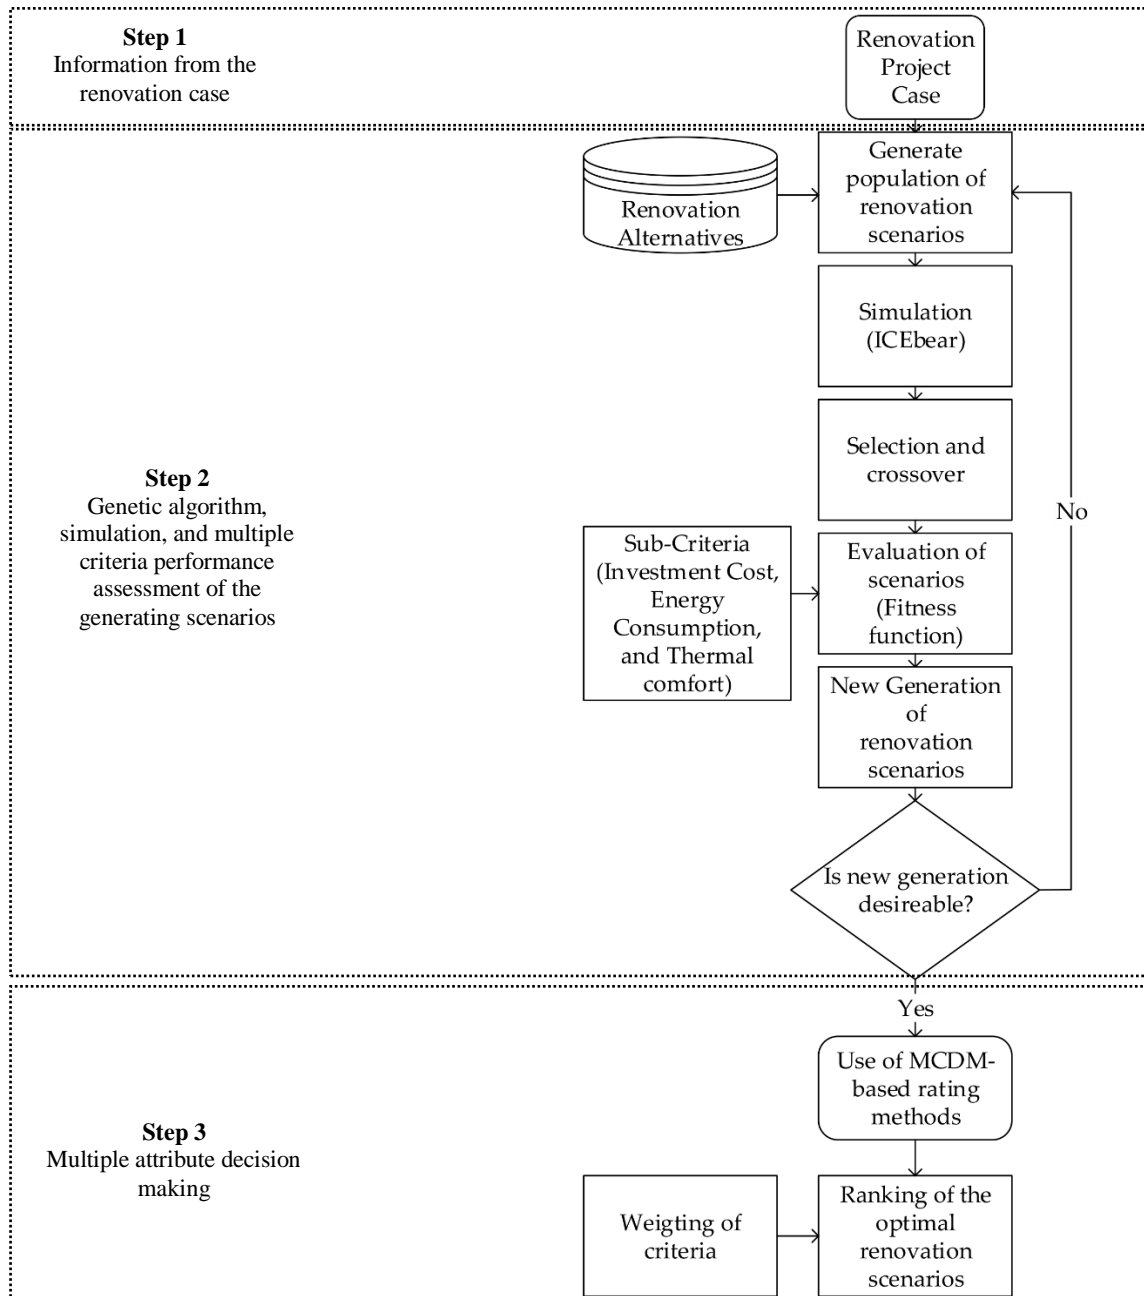 Step 1
Information from the
renovation case
Renovation
Project
Case
Generate
population of
renovation
scenarios
Renovation
Alternatives
Simulation
(ICEbear)
Selection and
crossover
Step 2
Genetic algorithm,
simulation, and multiple
criteria performance
assessment of the
generating scenarios
No
Sub-Criteria
(Investment Cost,
Energy
Consumption,
and Thermal
comfort)
Evaluation of
scenarios
(Fitness
function)
New Generation
of
renovation
scenarios
Is new generation
desireable?
Yes
Use of MCDM-
based rating
methods
Step 3
Multiple attribute decision
making
Weigting of
criteria
Ranking of the
optimal
renovation
scenarios